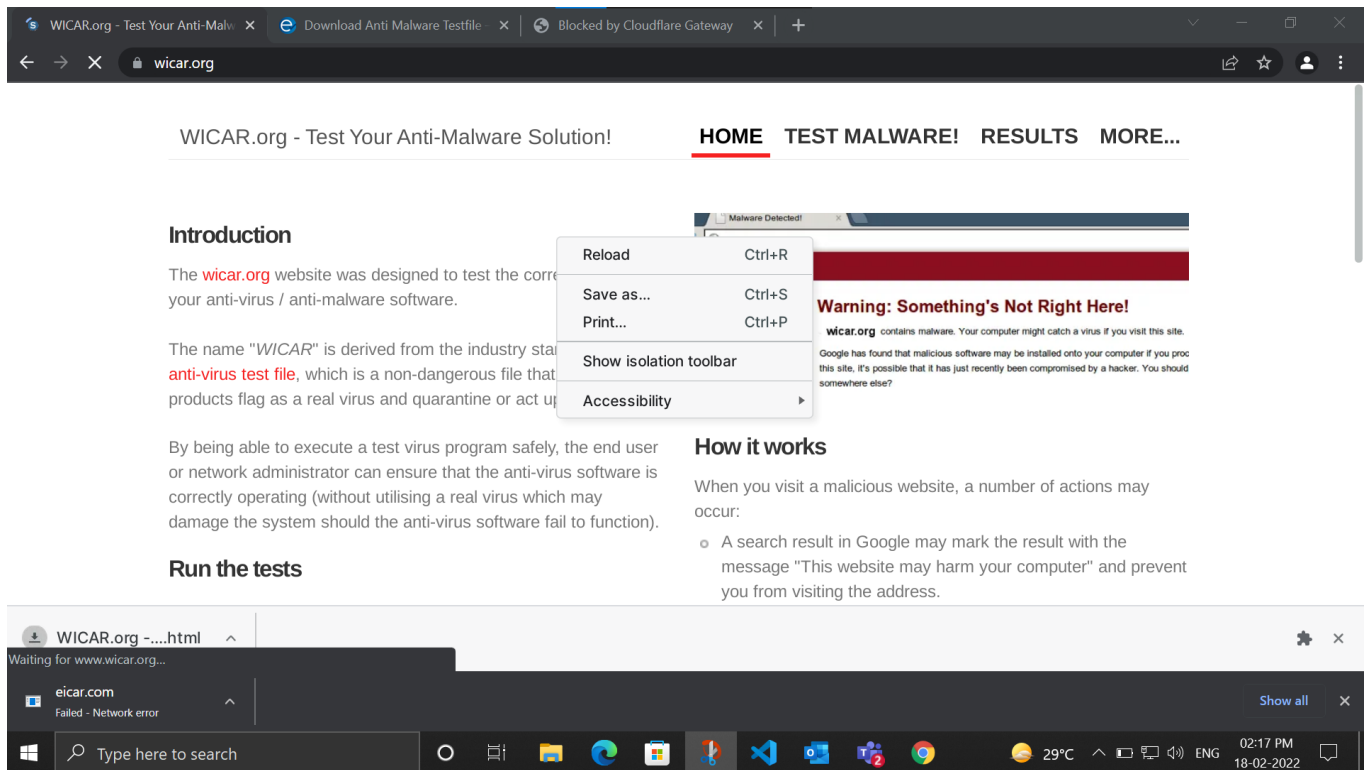 WICAR.org - Test Your Anti-Malw
Download Anti Malware Testfile -
Blocked by Cloudflare Gateway
wicar.org
WICAR.org - Test Your Anti-Malware Solution!
HOME TEST MALWARE! RESULTS MORE...
Introduction
The wicar.org website was designed to test the corre
your anti-virus / anti-malware software.
The name "WICAR" is derived from the industry star
anti-virus test file, which is a non-dangerous file that
products flag as a real virus and quarantine or act up
By being able to execute a test virus program safely, the end user
or network administrator can ensure that the anti-virus software is
correctly operating (without utilising a real virus which may
damage the system should the anti-virus software fail to function).
Run the tests
Reload Ctrl+R
Save as... Ctrl+S
Print... Ctrl+P
Show isolation toolbar
Accessibility
Malware Detected!
Warning: Something's Not Right Here!
wicar.org contains malware. Your computer might catch a virus if you visit this site.
Google has found that malicious software may be installed onto your computer if you proc
this site, it's possible that it has just recently been compromised by a hacker. You should
somewhere else?
How it works
When you visit a malicious website, a number of actions may
occur:
A search result in Google may mark the result with the
message "This website may harm your computer" and prevent
you from visiting the address.
WICAR.org -....html
Waiting for www.wicar.org...
eicar.com
Failed - Network error
Show all
Type here to search
2
29°C
ENG
02:17 PM
18-02-2022